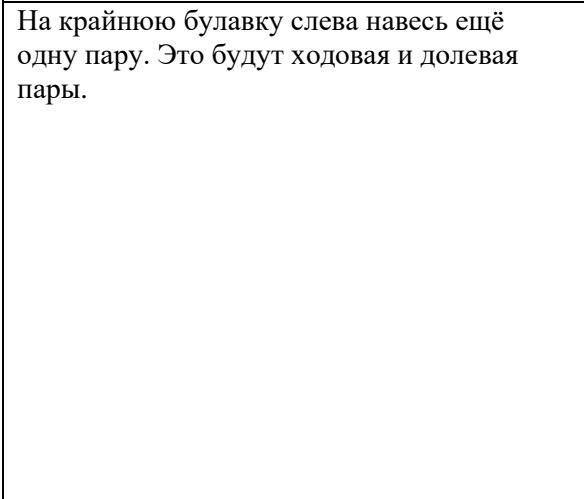 На крайнюю булавку слева навесь ещё
одну пару. Это будут ходовая и долевая
пары.